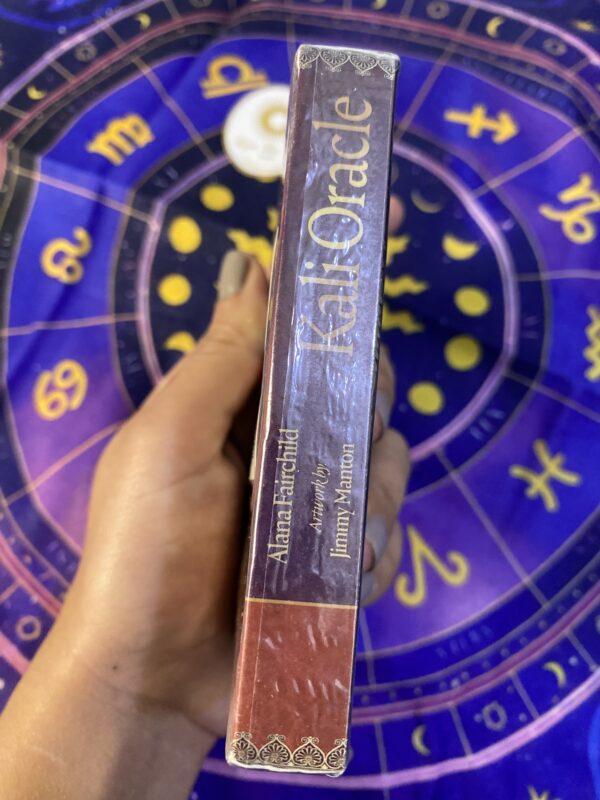 Kali Oracle
Alana Fairchild
Artwork by
Jimmy Manton